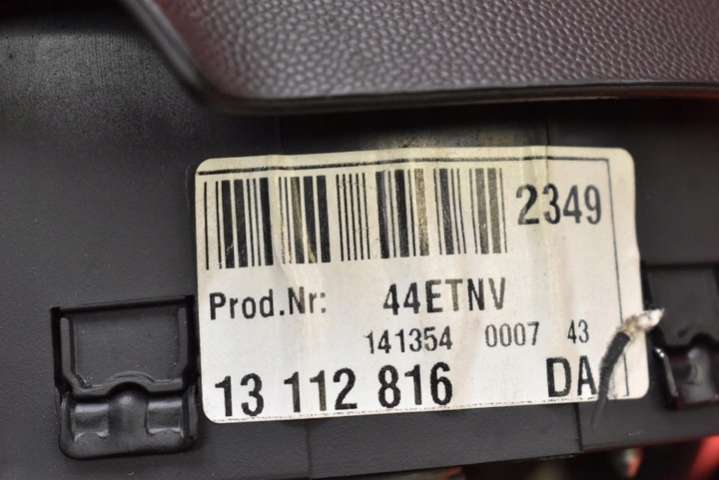 2349
Prod.Nr: 44ETNV
141354 0007 43
13 112 816 DA